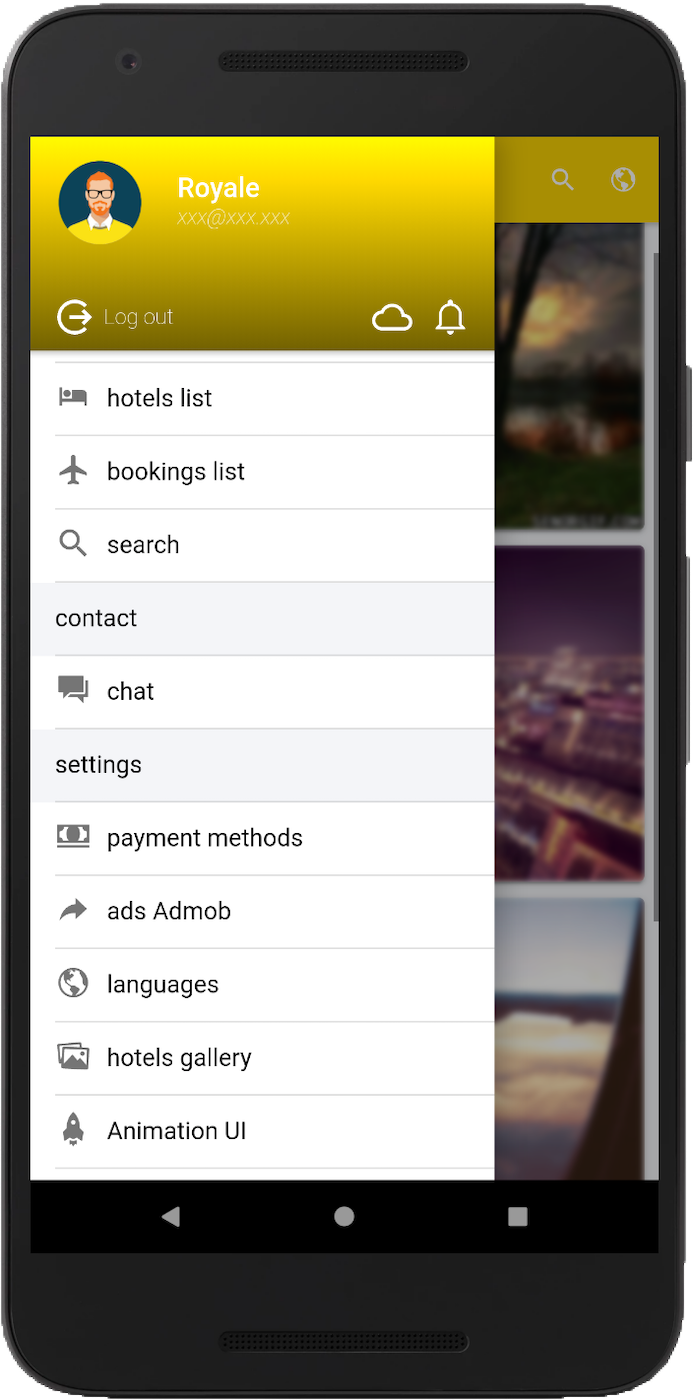 Royale
xxx@xxx.xxx
Log out
hotels list
bookings list
search
contact
chat
settings
payment methods
ads Admob
languages
hotels gallery
Animation UI